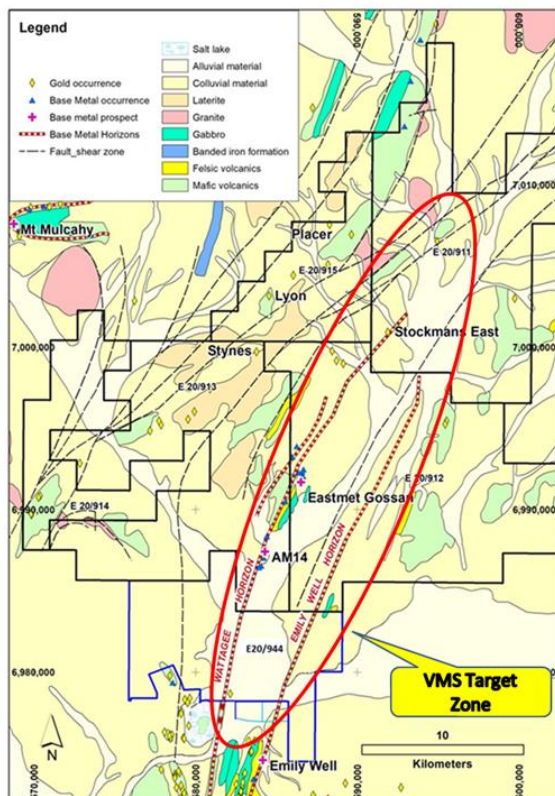 Legend
Gold occurrence
Base Metal occurrence
Base metal prospect
Base Metal Horizons
Fault_shear zone
Salt lake
Alluvial material
Colluvial material
Laterite
Granite
Gabbro
Banded iron formation
Felsic volcanics
Mafic volcanics
590,000
600,000
7,010,000
Mt Mulcahy
Placer
E 20/911
E 20/915
Lyon
Stockmans East
7,000,000
Stynes
7,000,000
E 20/913
E 20/912
Eastmet Gossan
6,990,000
E 20/914
6,990,000
AM14
WATTAGEE HORIZON
EMILY WELL HORIZON
E20/944
6,980,000
VMS Target
Zone
N
10
Kilometers
Emily Well